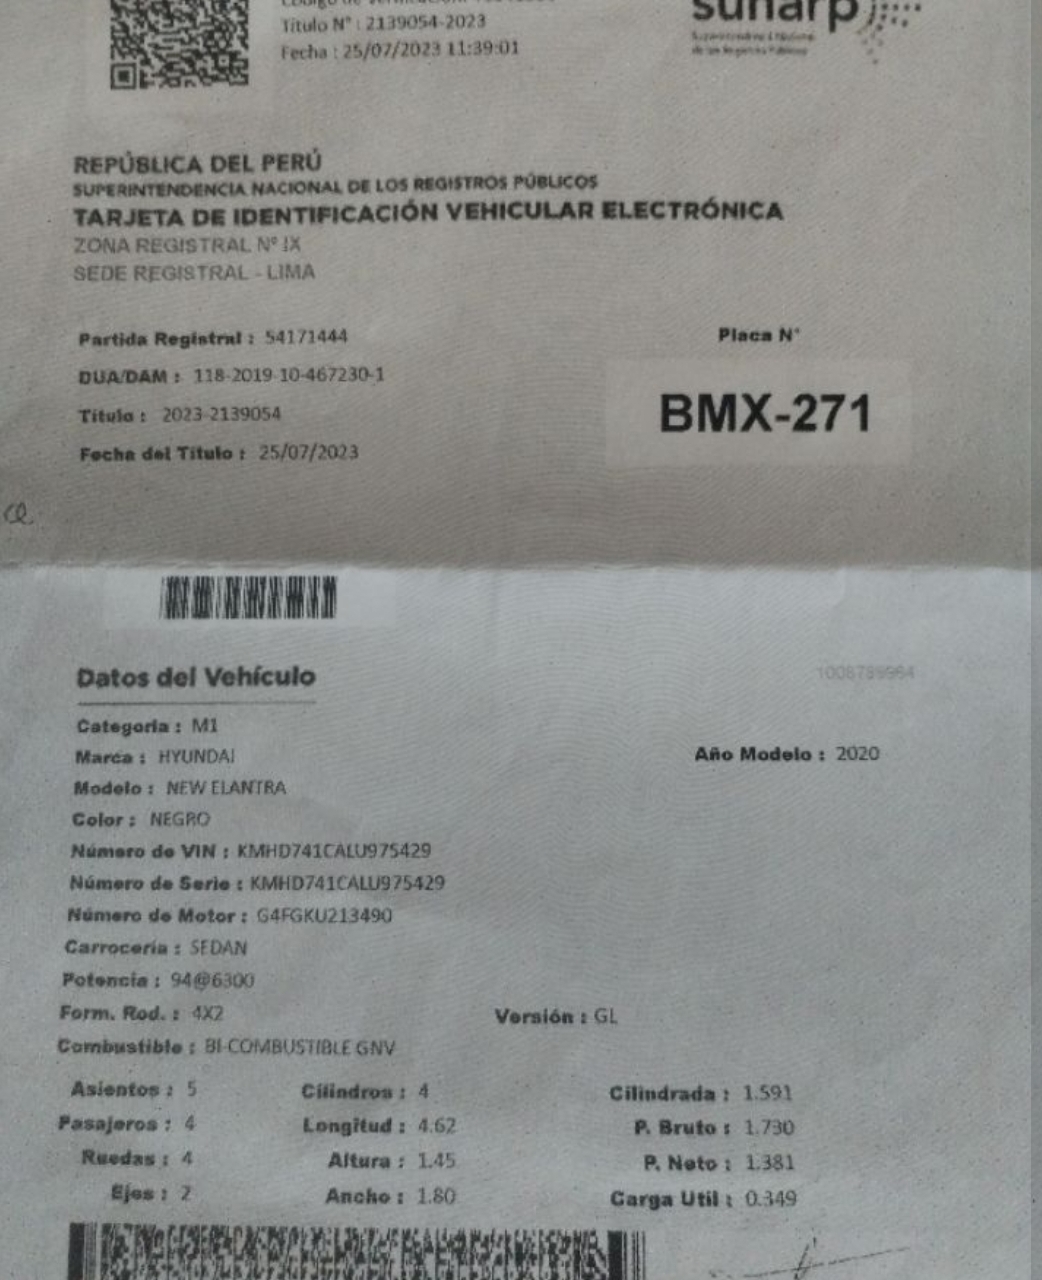 Título N° : 2139054-2023
Fecha : 25/07/2023 11:39:01
sunarp
Superintendencia Nacional
de los Registros Públicos
REPÚBLICA DEL PERÚ
SUPERINTENDENCIA NACIONAL DE LOS REGISTROS PÚBLICOS
TARJETA DE IDENTIFICACIÓN VEHICULAR ELECTRÓNICA
ZONA REGISTRAL N° IX
SEDE REGISTRAL - LIMA
Partida Registral : 54171444
Placa N°
DUA/DAM : 118-2019-10-467230-1
BMX-271
Título : 2023-2139054
Fecha del Título : 25/07/2023
Datos del Vehículo
Categoría : M1
Marca : HYUNDAI
Año Modelo : 2020
Modelo : NEW ELANTRA
Color : NEGRO
Número de VIN : KMHD741CALU975429
Número de Serie : KMHD741CALU975429
Número de Motor : G4FGKU213490
Carrocería : SEDAN
Potencia : 94@6300
Form. Rod. : 4X2
Versión : GL
Combustible : BI-COMBUSTIBLE GNV
Asientos : 5
Cilindros : 4
Cilindrada : 1.591
Pasajeros : 4
Longitud : 4.62
P. Bruto : 1.730
Ruedas : 4
Altura : 1.45
P. Neto : 1.381
Ejes : 2
Ancho : 1.80
Carga Util : 0.349